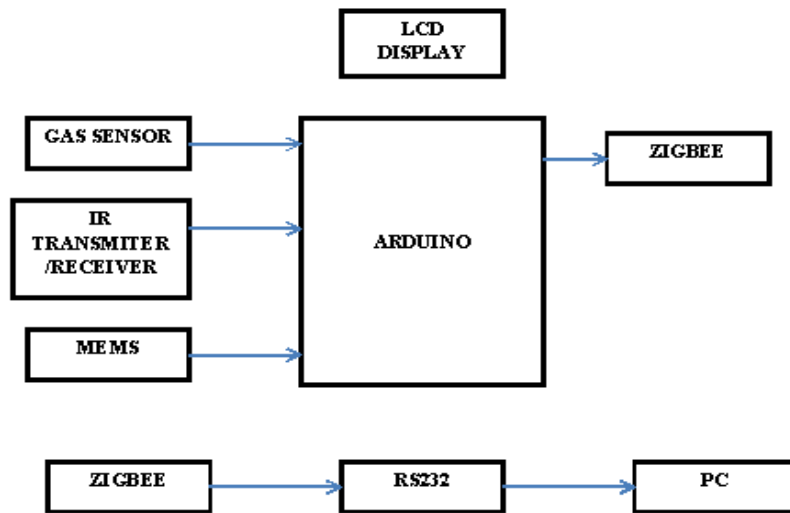 LCD
DISPLAY
GAS SENSOR
ZIGBEE
IR
TRANSMITER
/RECEIVER
ARDUINO
MEMS
ZIGBEE
RS232
PC